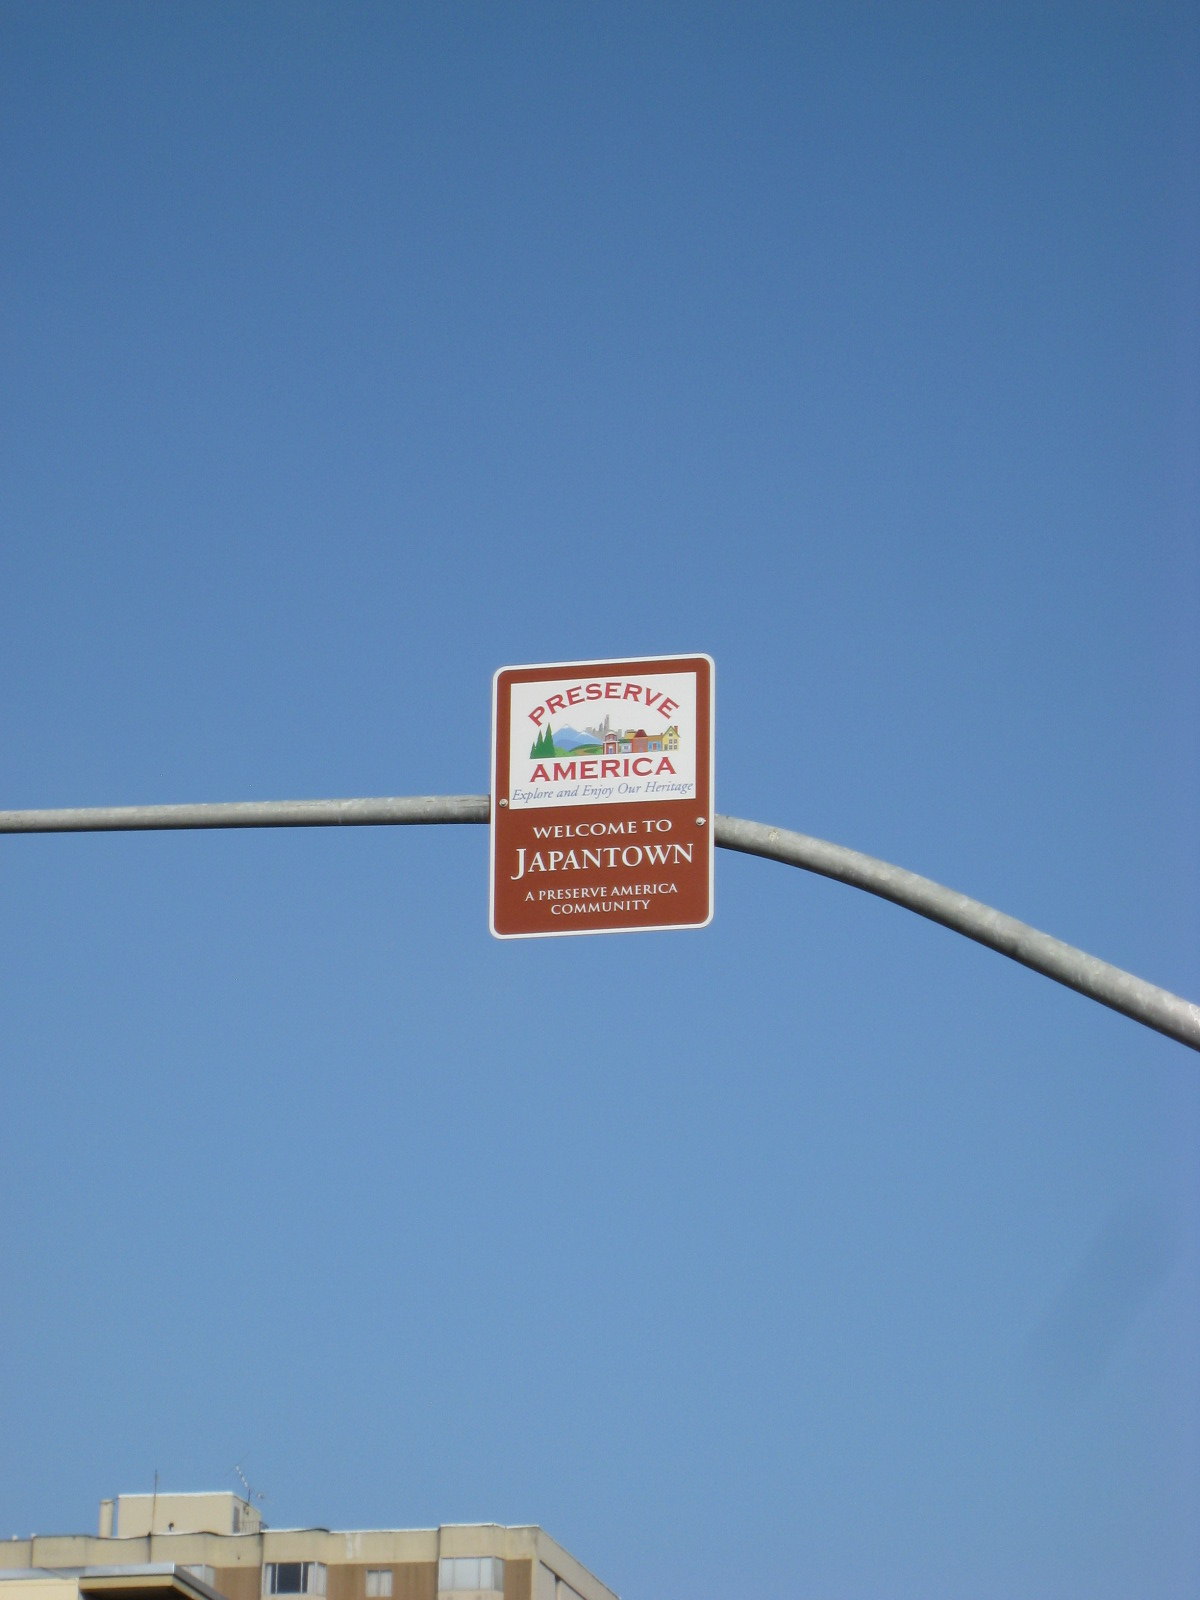 PRESERVE
AMERICA
Explore and Enjoy Our Heritage
WELCOME TO
JAPANTOWN
A PRESERVE AMERICA
COMMUNITY